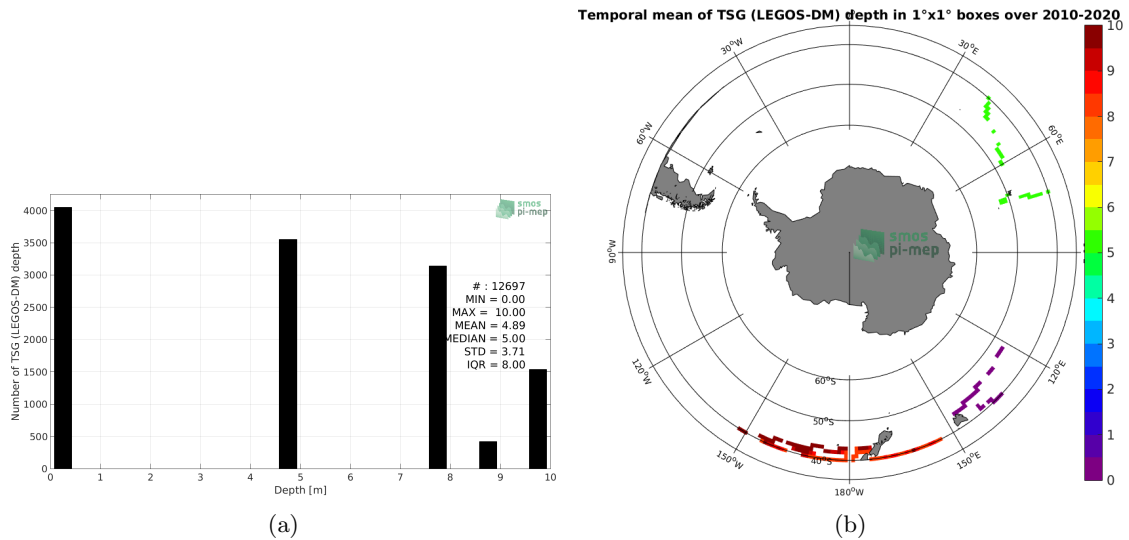 Temporal mean of TSG (LEGOS-DM) depth in 1°x1° boxes over 2010-2020
4000
3500
3000
2500
2000
1500
1000
500
0
Number of TSG (LEGOS-DM) depth
smos
pi-mep
# : 12697
MIN = 0.00
MAX = 10.00
MEAN = 4.89
MEDIAN = 5.00
STD = 3.71
IQR = 8.00
0 1 2 3 4 5 6 7 8 9 10
Depth [m]
(a)
30°W
30°E
60°W
60°E
90°W
smos
pi-mep
120°W
120°E
150°W
150°E
180°W
60°S
50°S
40°S
10
9
8
7
6
5
4
3
2
1
0
(b)